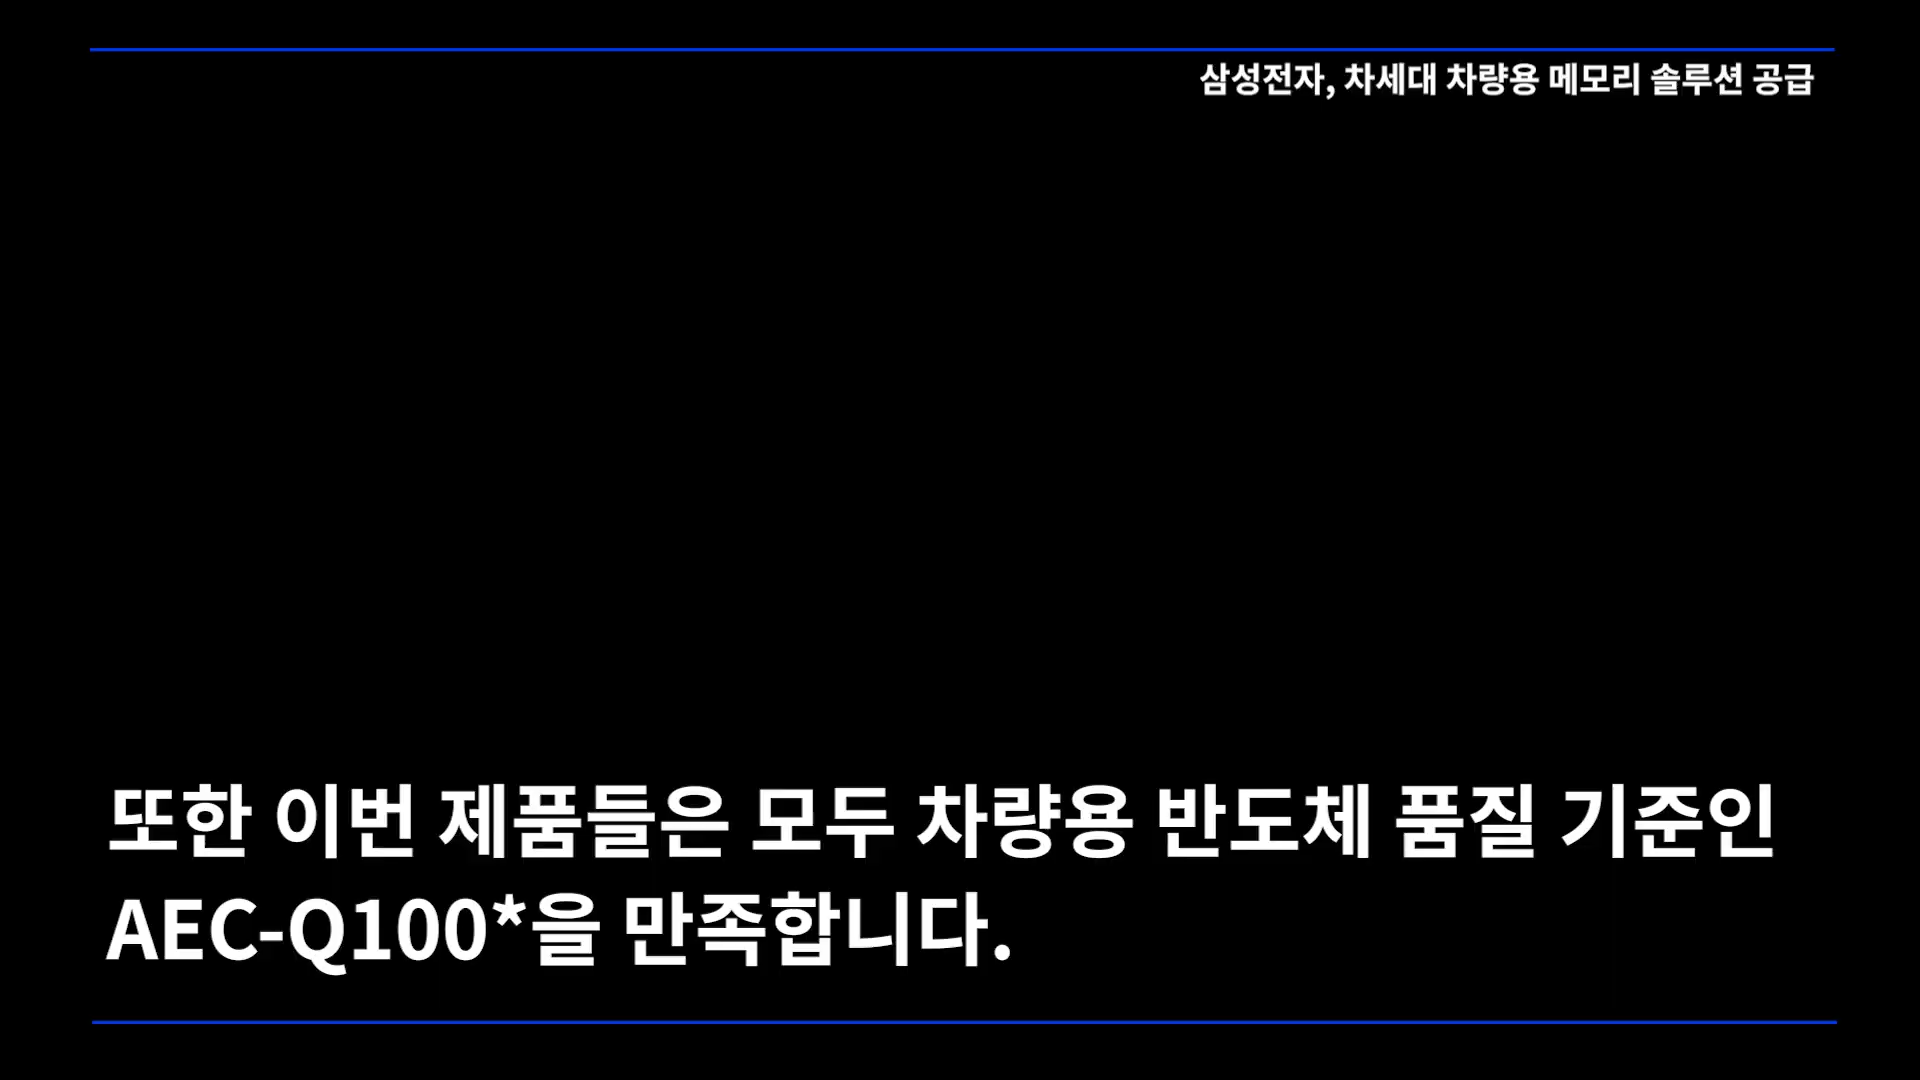 삼성전자, 차세대 차량용 메모리 솔루션 공급
또한 이번 제품들은 모두 차량용 반도체 품질 기준인
AEC-Q100*을 만족합니다.